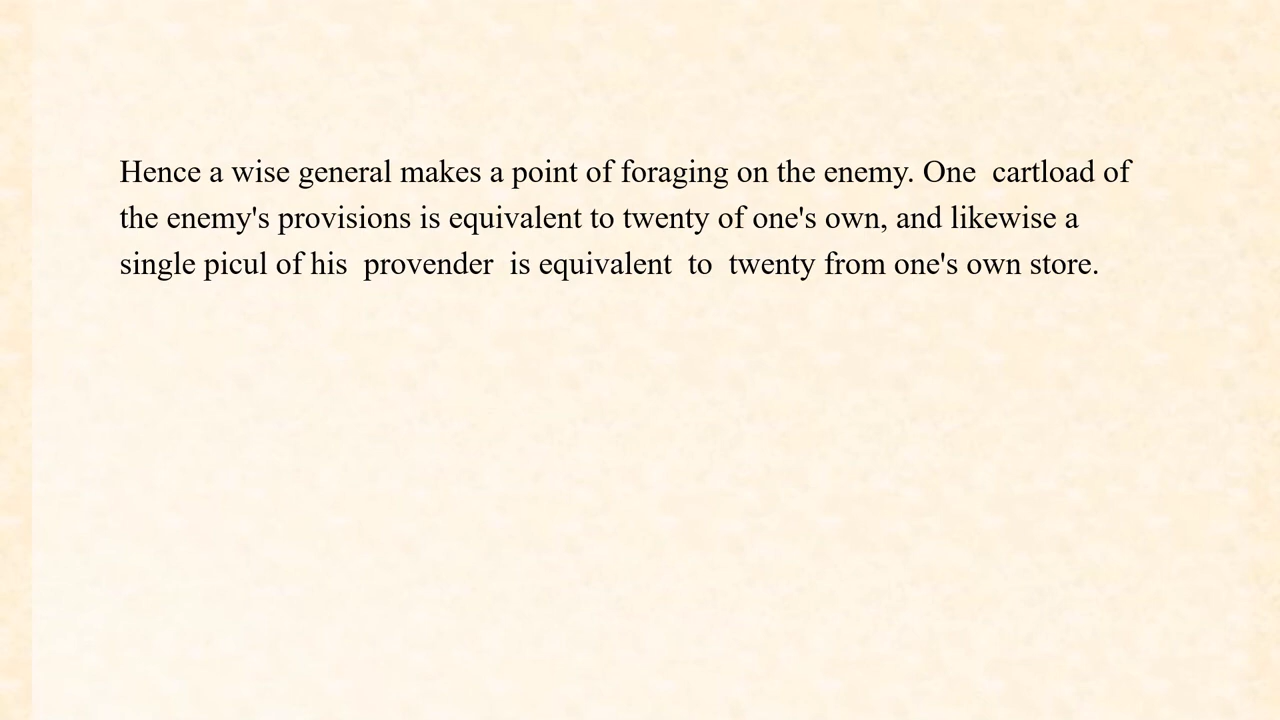 Hence a wise general makes a point of foraging on the enemy. One  cartload of
the enemy's provisions is equivalent to twenty of one's own, and likewise a
single picul of his  provender  is equivalent  to  twenty from one's own store.